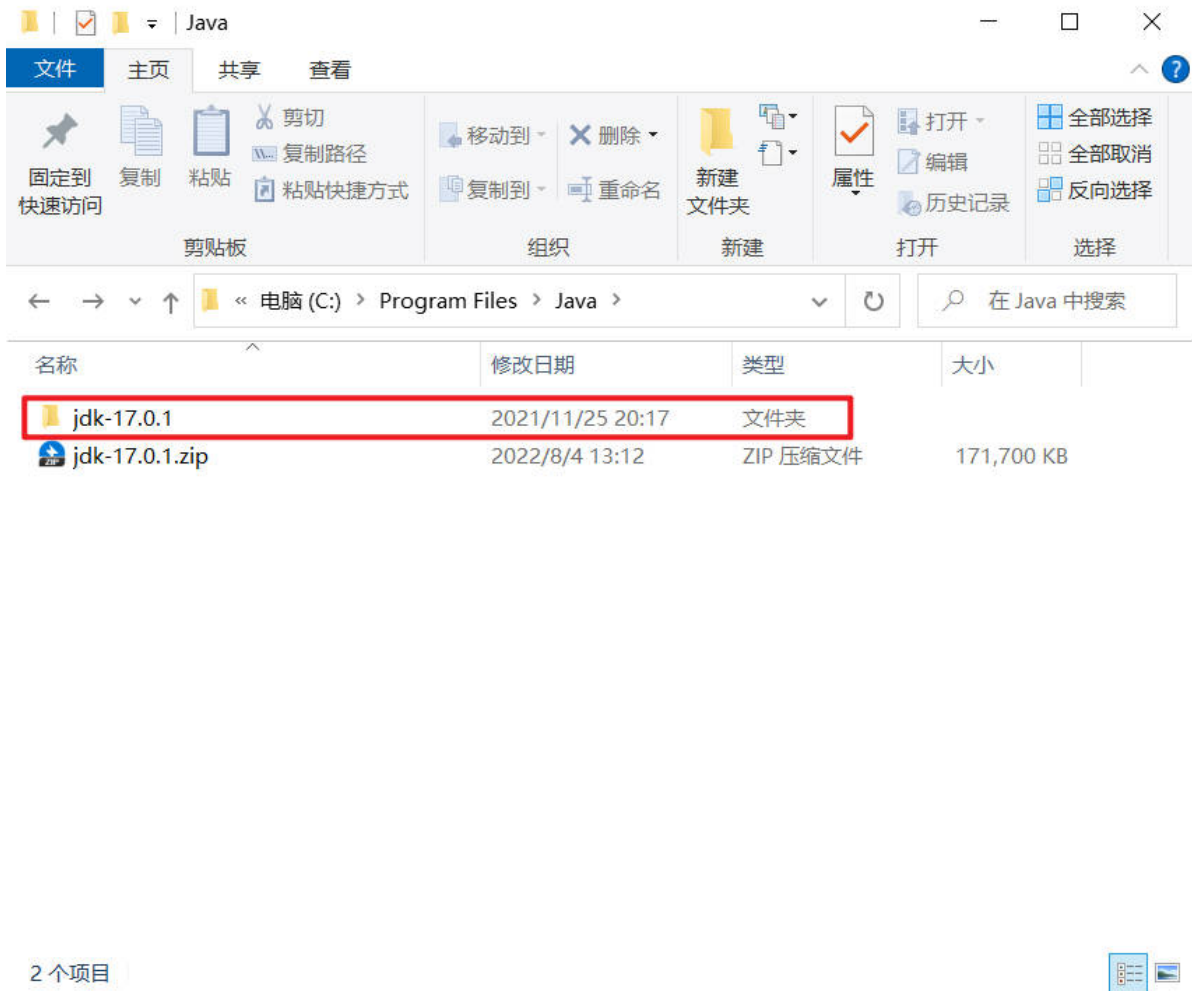 Java
文件 主页 共享 查看
固定到
快速访问
复制
粘贴
剪切
复制路径
粘贴快捷方式
剪贴板
移动到
复制到
删除
重命名
组织
新建
文件夹
新建
属性
打开
编辑
历史记录
打开
全部选择
全部取消
反向选择
选择
« 电脑 (C:) > Program Files > Java >
在 Java 中搜索
名称 修改日期 类型 大小
jdk-17.0.1 2021/11/25 20:17 文件夹
jdk-17.0.1.zip 2022/8/4 13:12 ZIP 压缩文件 171,700 KB
2 个项目